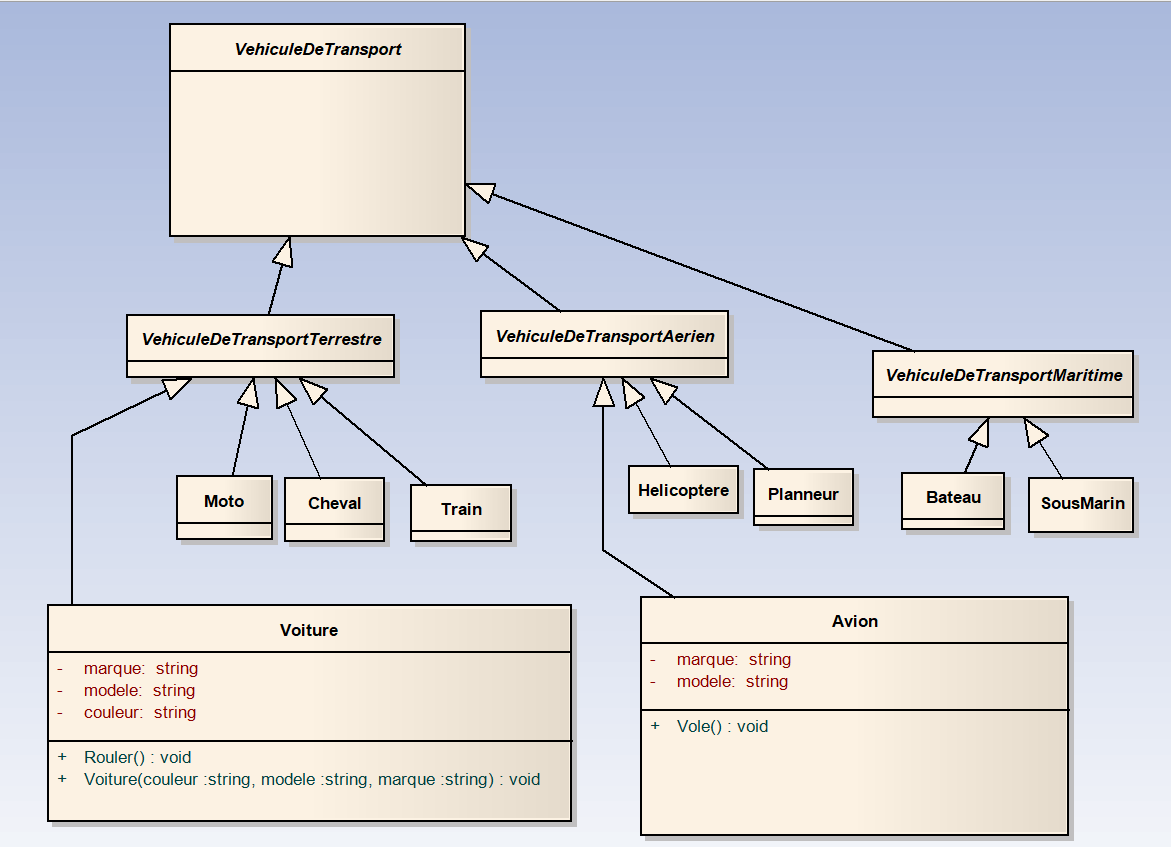 VehiculeDeTransport
VehiculeDeTransportTerrestre
VehiculeDeTransportAerien
VehiculeDeTransportMaritime
Moto
Cheval
Train
Helicoptere
Planneur
Bateau
SousMarin
Voiture
- marque: string
- modele: string
- couleur: string
+ Rouler() : void
+ Voiture(couleur :string, modele :string, marque :string) : void
Avion
- marque: string
- modele: string
+ Vole() : void